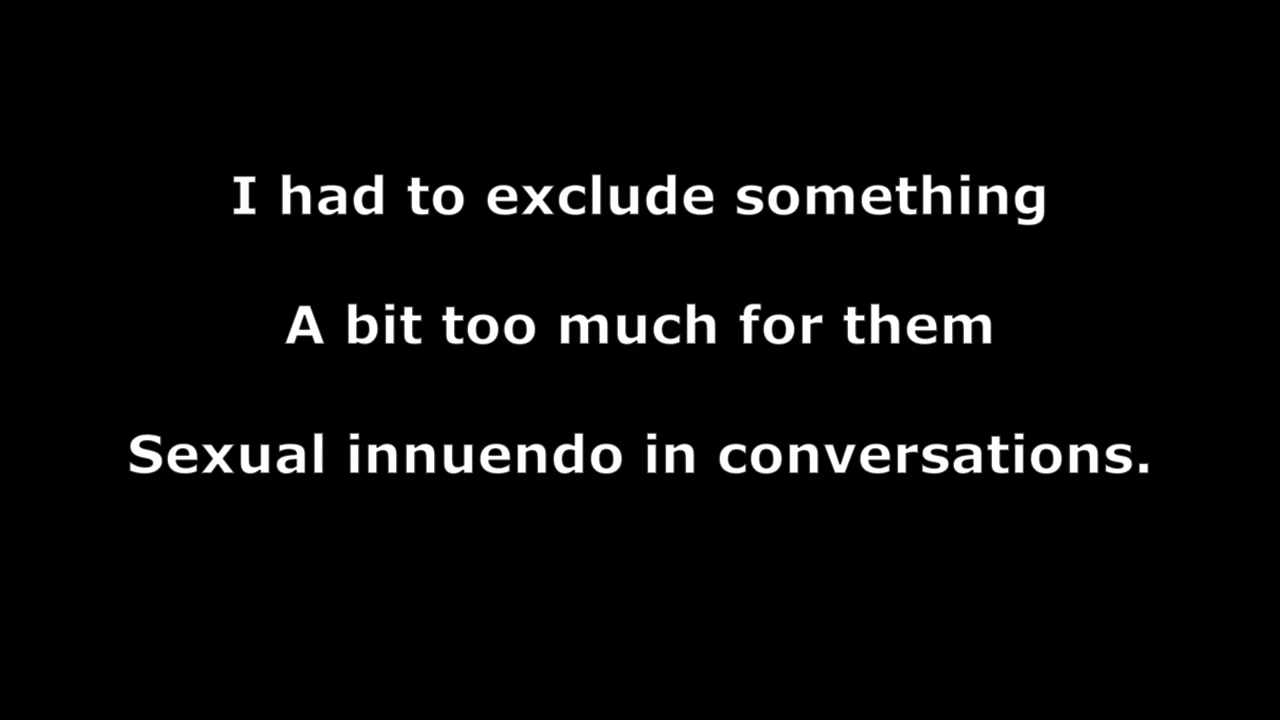 I had to exclude something
A bit too much for them
Sexual innuendo in conversations.